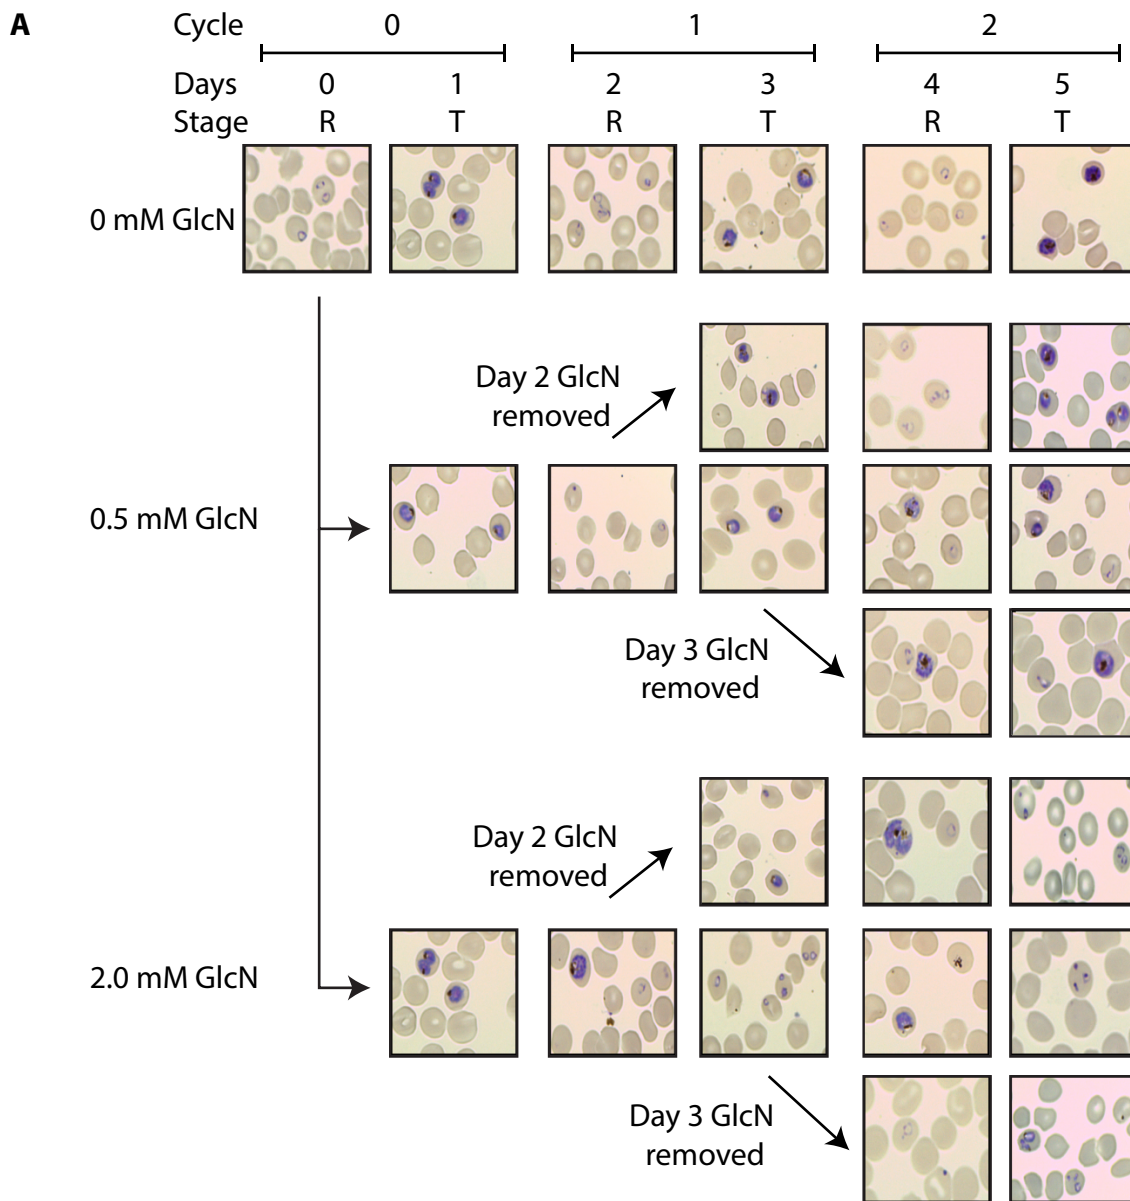 A
Cycle 0 1 2
Days 0 1 2 3 4 5
Stage R T R T R T
0 mM GlcN
Day 2 GlcN
removed
0.5 mM GlcN
Day 3 GlcN
removed
Day 2 GlcN
removed
2.0 mM GlcN
Day 3 GlcN
removed